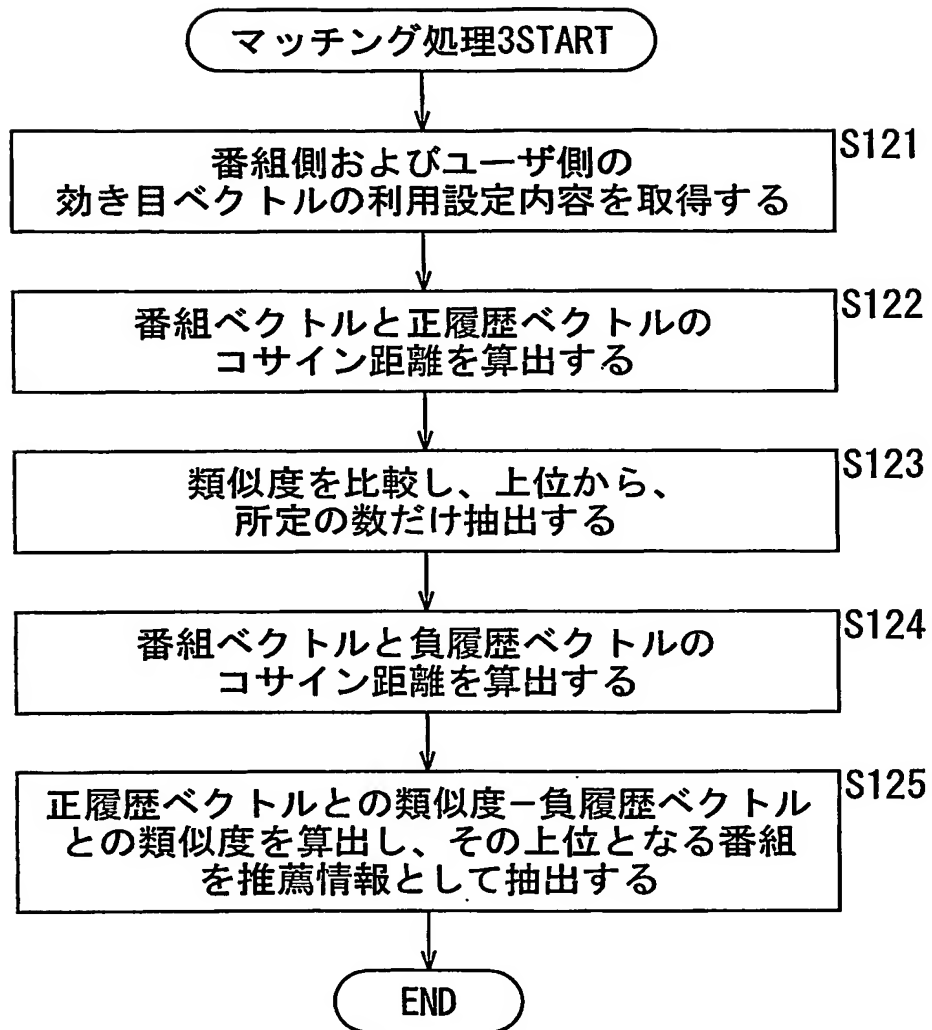 マッチング処理3START
S121
番組側およびユーザ側の
効き目ベクトルの利用設定内容を取得する
S122
番組ベクトルと正履歴ベクトルの
コサイン距離を算出する
S123
類似度を比較し、上位から、
所定の数だけ抽出する
S124
番組ベクトルと負履歴ベクトルの
コサイン距離を算出する
S125
正履歴ベクトルとの類似度−負履歴ベクトル
との類似度を算出し、その上位となる番組
を推薦情報として抽出する
END